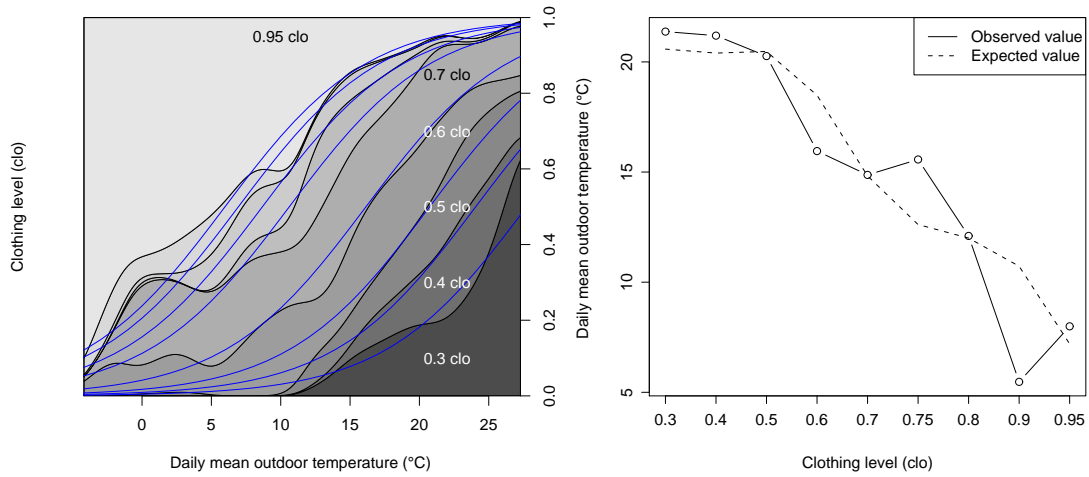 0.95 clo
0.7 clo
0.6 clo
0.5 clo
0.4 clo
0.3 clo
Clothing level (clo)
0.0 0.2 0.4 0.6 0.8 1.0
0 5 10 15 20 25
Daily mean outdoor temperature (°C)
Observed value
Expected value
Daily mean outdoor temperature (°C)
5 10 15 20
0.3 0.4 0.5 0.6 0.7 0.75 0.8 0.9 0.95
Clothing level (clo)